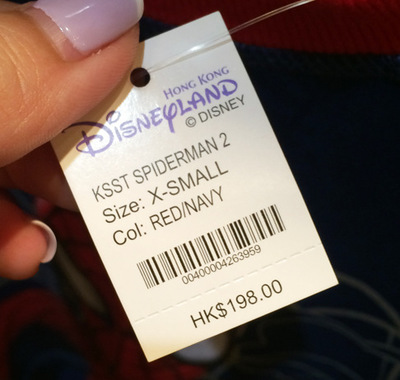 HONG KONG
DISNEYLAND
© DISNEY
KSST SPIDERMAN 2
Size: X-SMALL
Col: RED/NAVY
00400004263959
HK$198.00